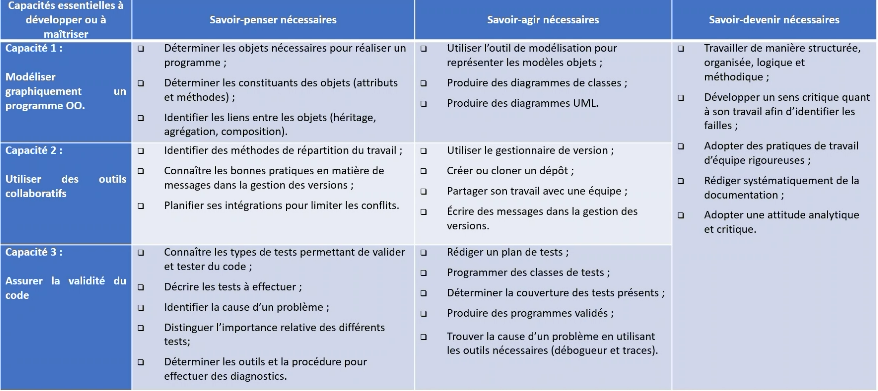 Capacités essentielles à
développer ou à
maîtriser
Savoir-penser nécessaires
Savoir-agir nécessaires
Savoir-devenir nécessaires
Capacité 1 :
Modéliser
graphiquement un
programme OO.
❑ Déterminer les objets nécessaires pour réaliser un
programme ;
❑ Déterminer les constituants des objets (attributs
et méthodes) ;
❑ Identifier les liens entre les objets (héritage,
agrégation, composition).
❑ Utiliser l’outil de modélisation pour
représenter les modèles objets ;
❑ Produire des diagrammes de classes ;
❑ Produire des diagrammes UML.
❑ Travailler de manière structurée,
organisée, logique et
méthodique ;
❑ Développer un sens critique quant
à son travail afin d’identifier les
failles ;
❑ Adopter des pratiques de travail
d’équipe rigoureuses ;
❑ Rédiger systématiquement de la
documentation ;
❑ Adopter une attitude analytique
et critique.
Capacité 2 :
Utiliser des outils
collaboratifs
❑ Identifier des méthodes de répartition du travail ;
❑ Connaître les bonnes pratiques en matière de
messages dans la gestion des versions ;
❑ Planifier ses intégrations pour limiter les conflits.
❑ Utiliser le gestionnaire de version ;
❑ Créer ou cloner un dépôt ;
❑ Partager son travail avec une équipe ;
❑ Écrire des messages dans la gestion des
versions.
Capacité 3 :
Assurer la validité du
code
❑ Connaître les types de tests permettant de valider
et tester du code ;
❑ Décrire les tests à effectuer ;
❑ Identifier la cause d’un problème ;
❑ Distinguer l’importance relative des différents
tests;
❑ Déterminer les outils et la procédure pour
effectuer des diagnostics.
❑ Rédiger un plan de tests ;
❑ Programmer des classes de tests ;
❑ Déterminer la couverture des tests présents ;
❑ Produire des programmes validés ;
❑ Trouver la cause d’un problème en utilisant
les outils nécessaires (débogueur et traces).